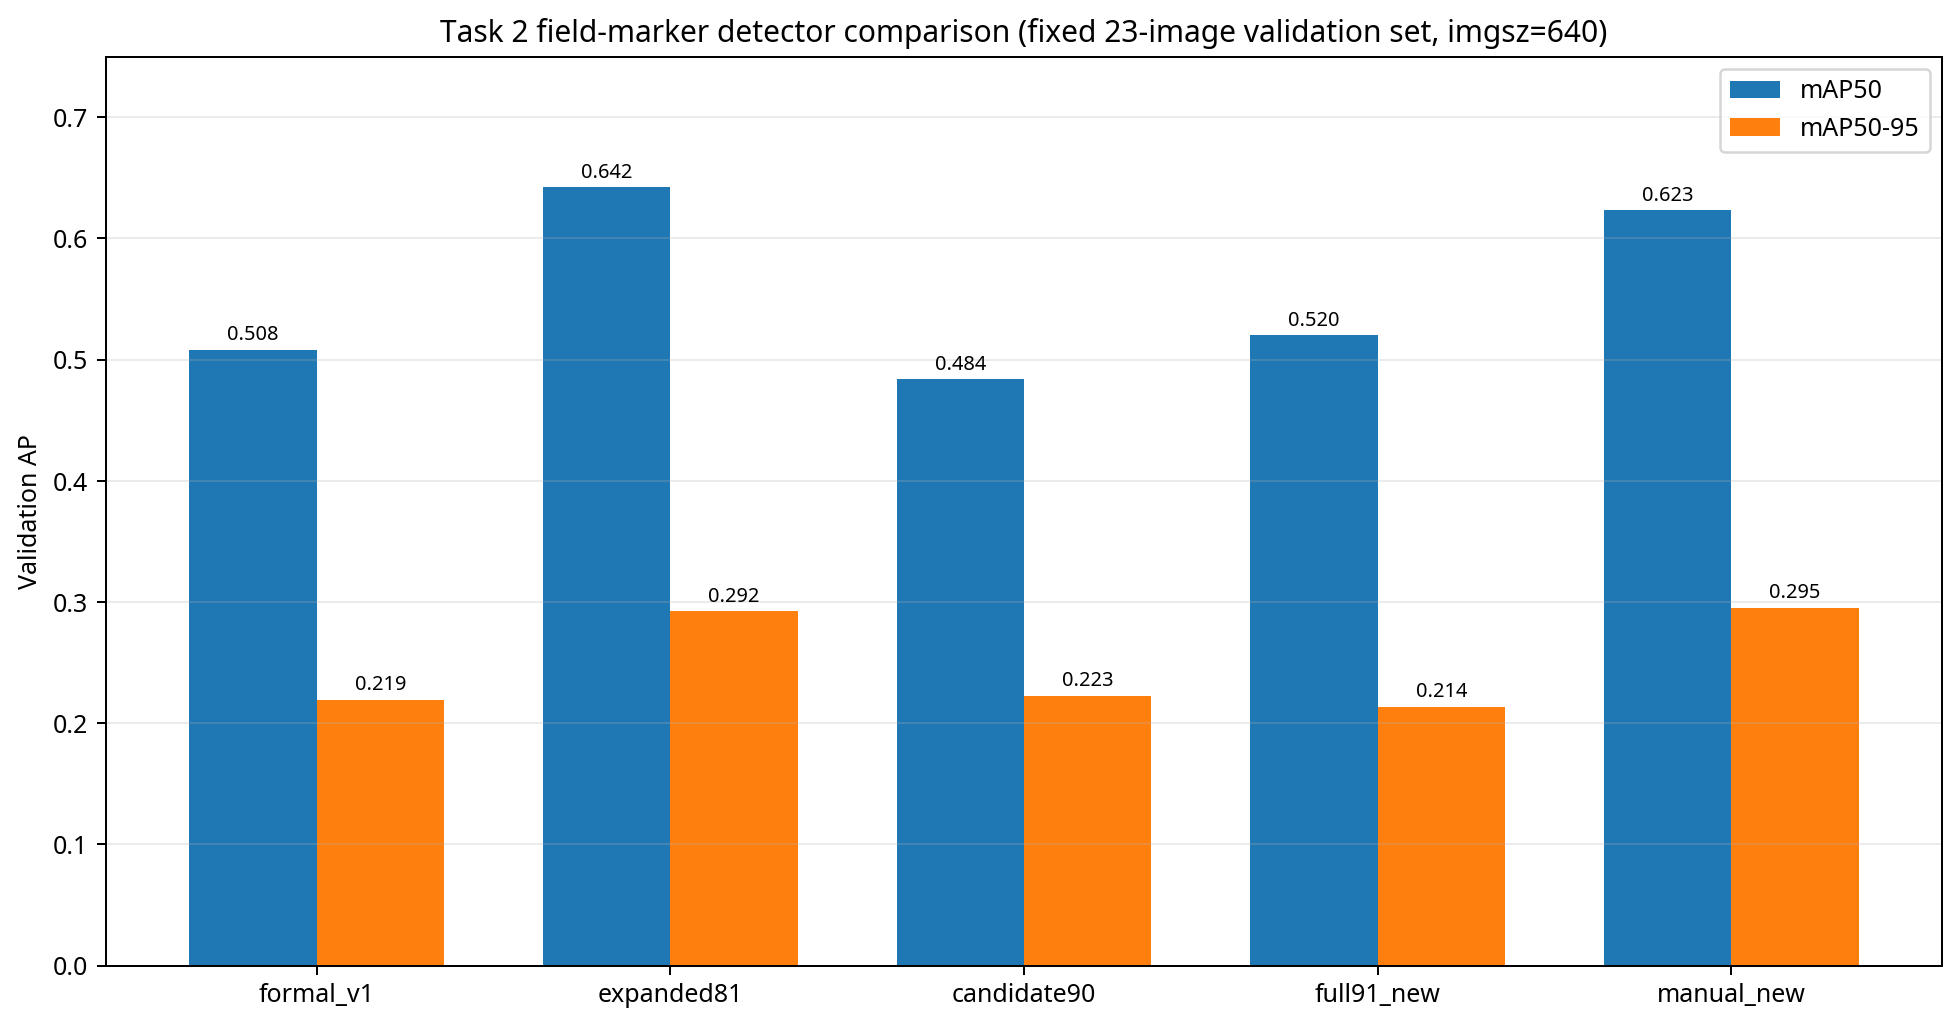 Task 2 field-marker detector comparison (fixed 23-image validation set, imgsz=640)
mAP50
mAP50-95
Validation AP
0.7
0.6
0.5
0.4
0.3
0.2
0.1
0.0
0.508
0.219
0.642
0.292
0.484
0.223
0.520
0.214
0.623
0.295
formal_v1
expanded81
candidate90
full91_new
manual_new